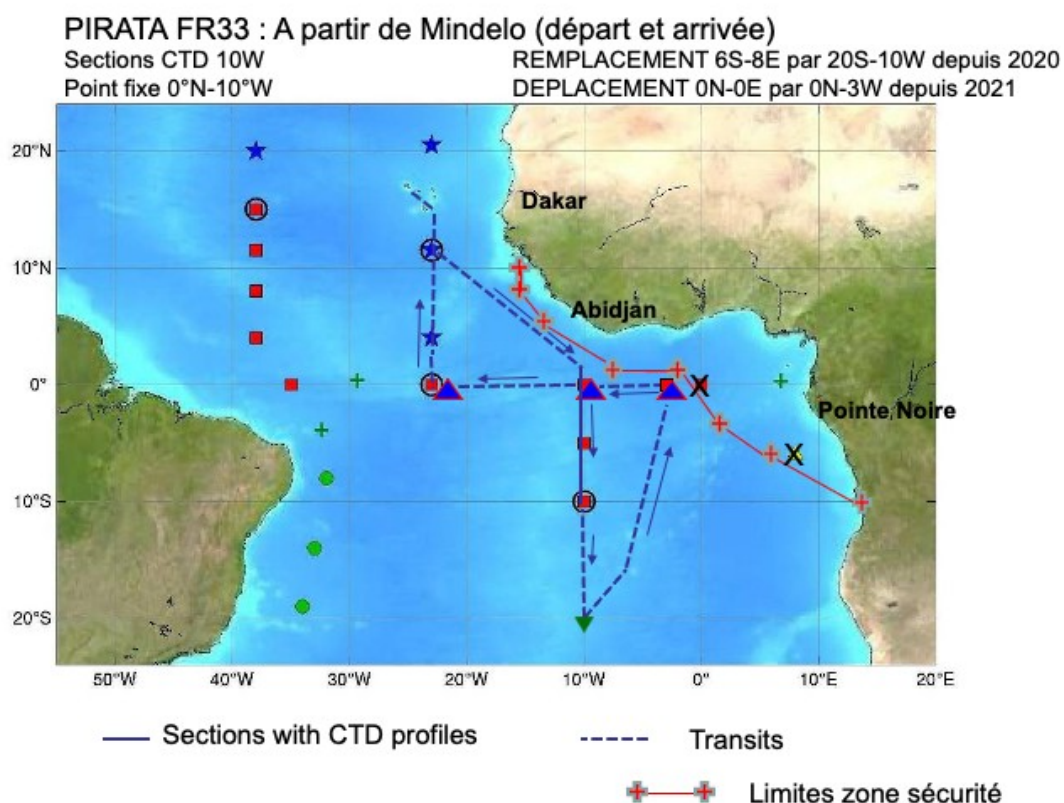 PIRATA FR33 : A partir de Mindelo (départ et arrivée)
Sections CTD 10W
REMPLACEMENT 6S-8E par 20S-10W depuis 2020
Point fixe 0°N-10°W
DEPLACEMENT 0N-0E par 0N-3W depuis 2021
20°N
Dakar
10°N
Abidjan
0°
Pointe Noire
X
X
10°S
20°S
50°W 40°W 30°W 20°W 10°W 0° 10°E 20°E
Sections with CTD profiles
Transits
Limites zone sécurité